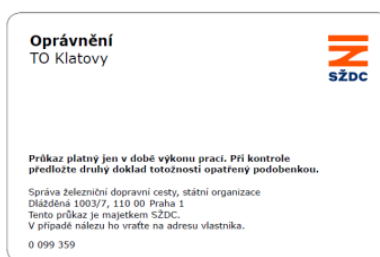 Oprávnění
TO Klatovy
SŽDC
Průkaz platný jen v době výkonu prací. Při kontrole
předložte druhý doklad totožnosti opatřený podobenkou.
Správa železniční dopravní cesty, státní organizace
Dlážděná 1003/7, 110 00 Praha 1
Tento průkaz je majetkem SŽDC.
V případě nálezu ho vraťte na adresu vlastníka.
0 099 359